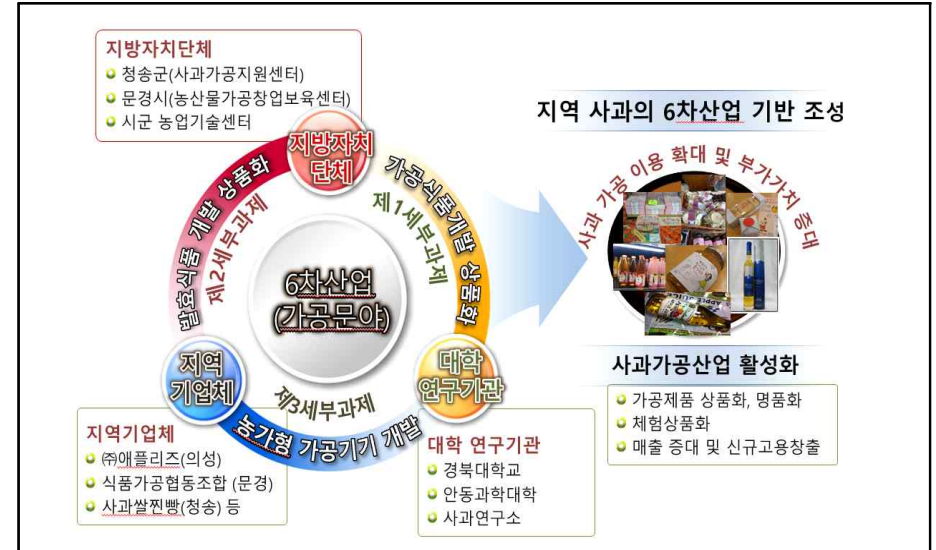 지방자치단체
청송군(사과가공지원센터)
문경시(농산물가공창업보육센터)
시군 농업기술센터
지방자치
단체
발효식품 개발 상품화
제2세부과제
가공식품개발 상품화
제1세부과제
6차산업
(가공분야)
지역
기업체
대학
연구기관
제3세부과제
농가형 가공기기 개발
지역기업체
㈜애플리즈(의성)
식품가공협동조합 (문경)
사과쌀찐빵(청송) 등
대학 연구기관
경북대학교
안동과학대학
사과연구소
지역 사과의 6차산업 기반 조성
사과 가공 이용 확대 및 부가가치 증대
사과가공산업 활성화
가공제품 상품화, 명품화
체험상품화
매출 증대 및 신규고용창출